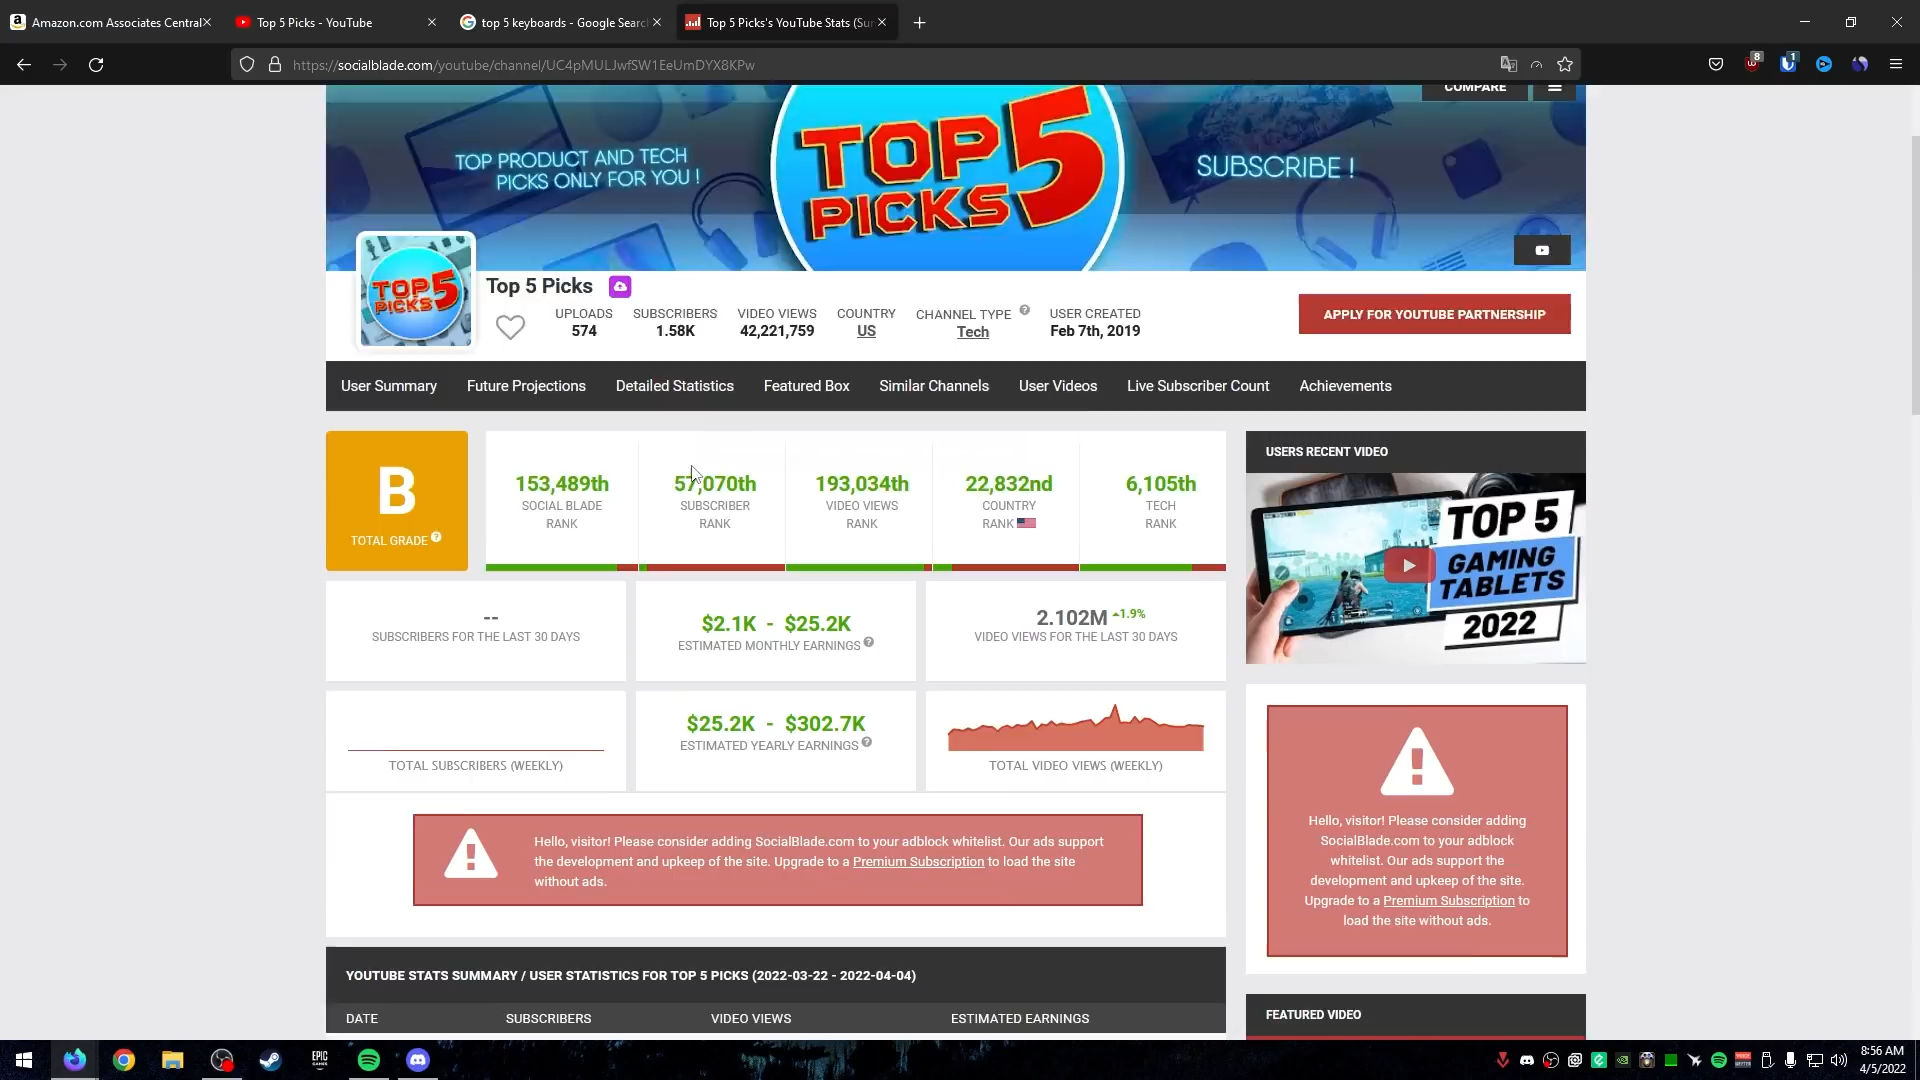 Amazon.com Associates Central
Top 5 Picks - YouTube
top 5 keyboards - Google Searc
Top 5 Picks's YouTube Stats (Su
https://socialblade.com/youtube/channel/UC4pMULJwfSW1EeUmDYX8KPw
8
1
COMPARE
TOP PRODUCT AND TECH
PICKS ONLY FOR YOU !
TOP 5
PICKS
SUBSCRIBE !
TOP 5
PICKS
Top 5 Picks
UPLOADS
574
SUBSCRIBERS
1.58K
VIDEO VIEWS
42,221,759
COUNTRY
US
CHANNEL TYPE
Tech
USER CREATED
Feb 7th, 2019
APPLY FOR YOUTUBE PARTNERSHIP
User Summary
Future Projections
Detailed Statistics
Featured Box
Similar Channels
User Videos
Live Subscriber Count
Achievements
B
TOTAL GRADE
153,489th
SOCIAL BLADE
RANK
57,070th
SUBSCRIBER
RANK
193,034th
VIDEO VIEWS
RANK
22,832nd
COUNTRY
RANK
6,105th
TECH
RANK
USERS RECENT VIDEO
TOP 5
GAMING
TABLETS
2022
--
SUBSCRIBERS FOR THE LAST 30 DAYS
$2.1K - $25.2K
ESTIMATED MONTHLY EARNINGS
2.102M 1.9%
VIDEO VIEWS FOR THE LAST 30 DAYS
TOTAL SUBSCRIBERS (WEEKLY)
$25.2K - $302.7K
ESTIMATED YEARLY EARNINGS
TOTAL VIDEO VIEWS (WEEKLY)
Hello, visitor! Please consider adding SocialBlade.com to your adblock whitelist. Our ads support
the development and upkeep of the site. Upgrade to a Premium Subscription to load the site
without ads.
Hello, visitor! Please consider adding
SocialBlade.com to your adblock
whitelist. Our ads support the
development and upkeep of the site.
Upgrade to a Premium Subscription to
load the site without ads.
YOUTUBE STATS SUMMARY / USER STATISTICS FOR TOP 5 PICKS (2022-03-22 - 2022-04-04)
DATE
SUBSCRIBERS
VIDEO VIEWS
ESTIMATED EARNINGS
FEATURED VIDEO
EPIC
GAMES
8:56 AM
4/5/2022